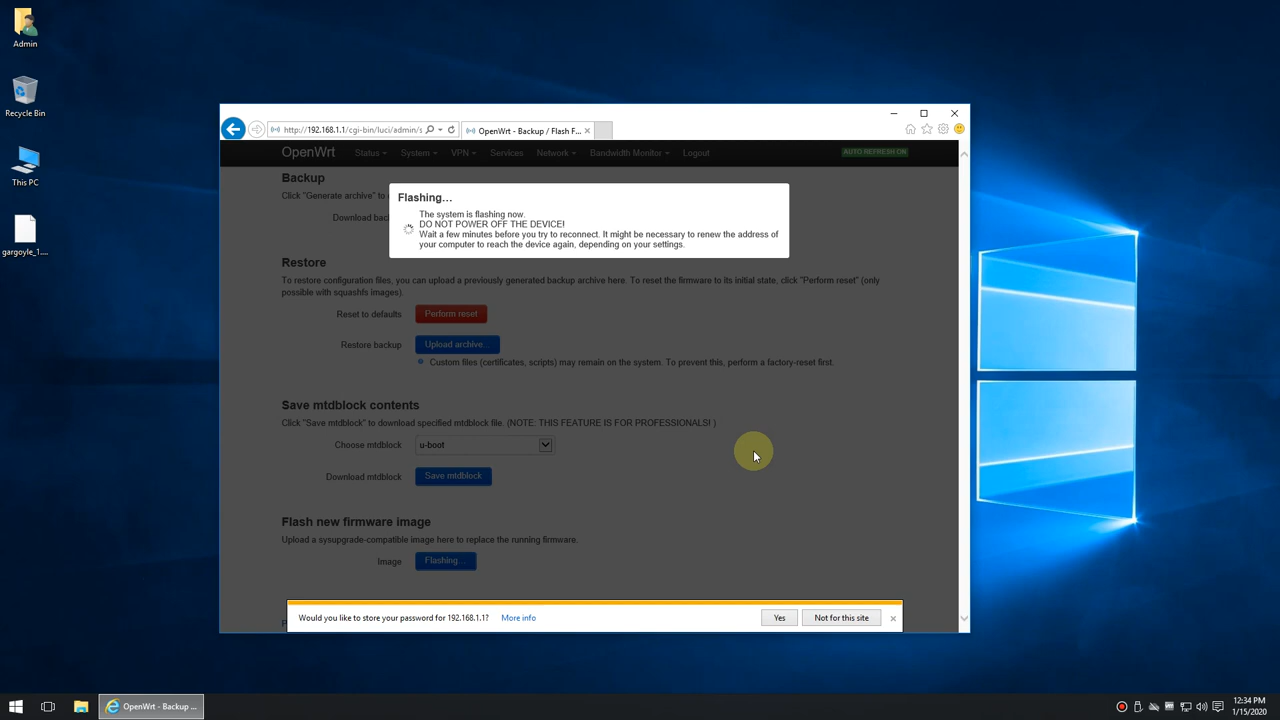 Admin
Recycle Bin
This PC
gargoyle_1....
http://192.168.1.1/cgi-bin/luci/admin/s
OpenWrt - Backup / Flash F...
OpenWrt
Status
System
VPN
Services
Network
Bandwidth Monitor
Logout
AUTO REFRESH ON
Backup
Click "Generate archive" to
Download bac
Flashing…
The system is flashing now.
DO NOT POWER OFF THE DEVICE!
Wait a few minutes before you try to reconnect. It might be necessary to renew the address of
your computer to reach the device again, depending on your settings.
Restore
To restore configuration files, you can upload a previously generated backup archive here. To reset the firmware to its initial state, click "Perform reset" (only
possible with squashfs images).
Reset to defaults
Perform reset
Restore backup
Upload archive...
Custom files (certificates, scripts) may remain on the system. To prevent this, perform a factory-reset first.
Save mtdblock contents
Click "Save mtdblock" to download specified mtdblock file. (NOTE: THIS FEATURE IS FOR PROFESSIONALS! )
Choose mtdblock
u-boot
Download mtdblock
Save mtdblock
Flash new firmware image
Upload a sysupgrade-compatible image here to replace the running firmware.
Image
Flashing…
Would you like to store your password for 192.168.1.1?
More info
Yes
Not for this site
OpenWrt - Backup ...
12:34 PM
1/15/2020